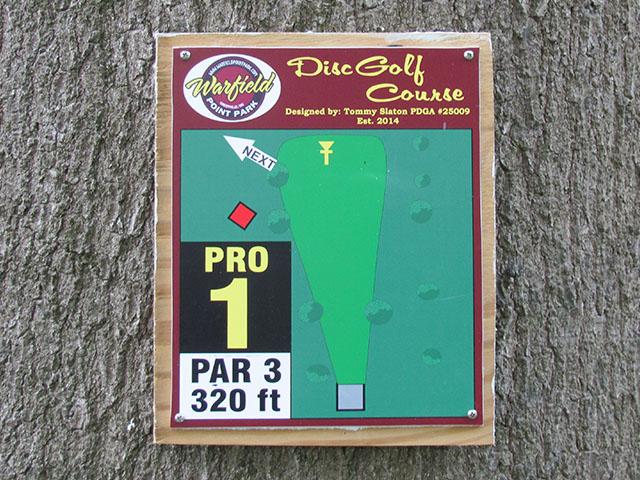 Warfield
POINT PARK
Disc Golf
Course
Designed by: Tommy Slaton PDGA #25009
Est. 2014
NEXT
PRO
1
PAR 3
320 ft